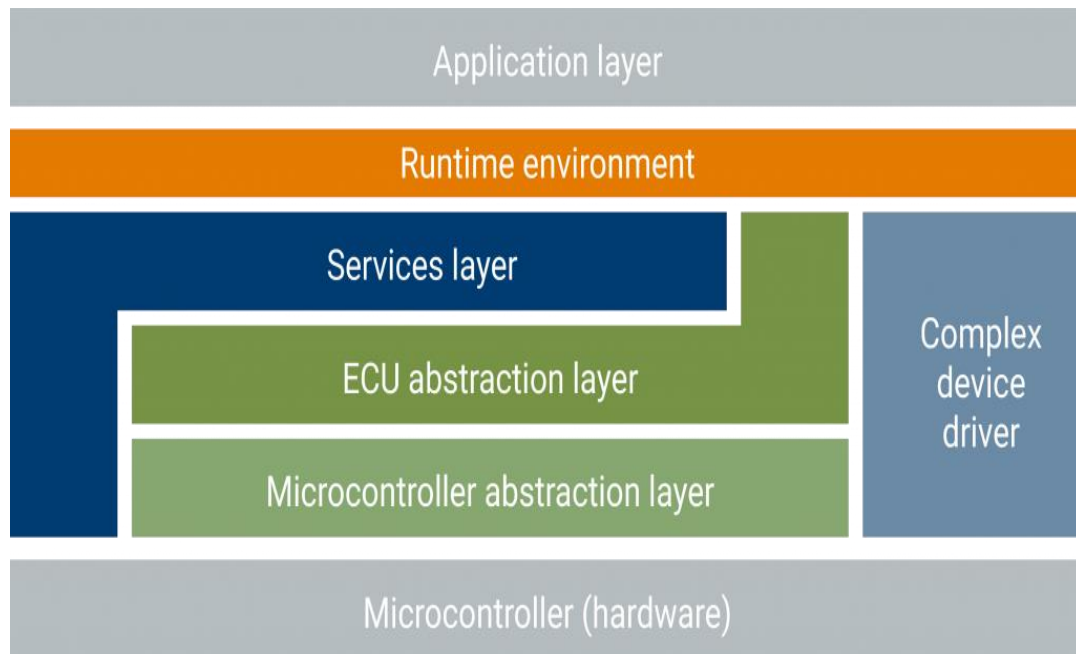 Application layer
Runtime environment
Services layer
ECU abstraction layer
Complex
device
driver
Microcontroller abstraction layer
Microcontroller (hardware)